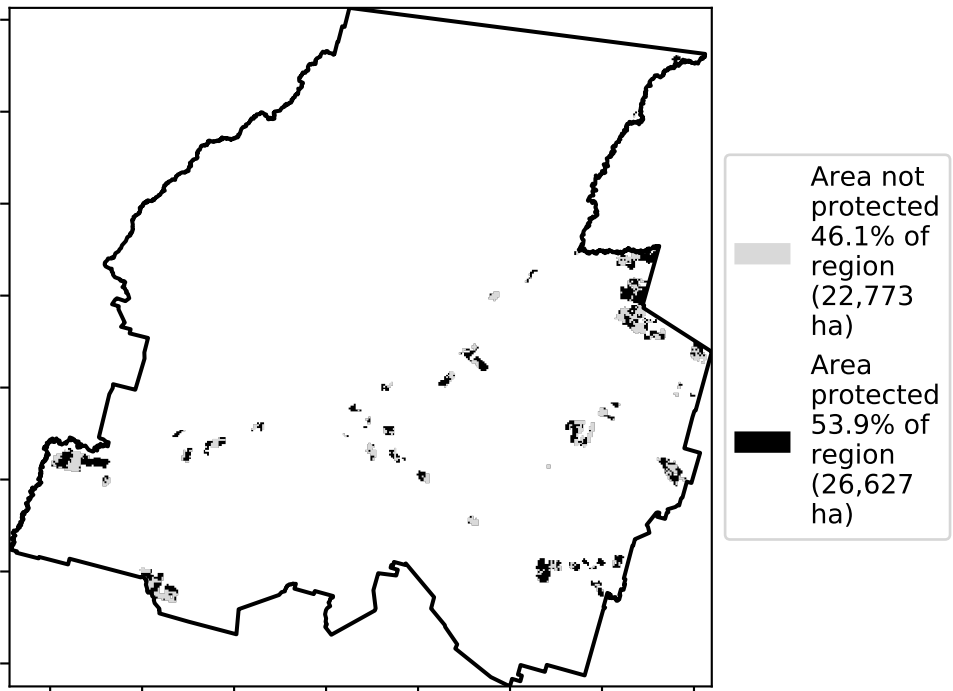 Area not
protected
46.1% of
region
(22,773
ha)
Area
protected
53.9% of
region
(26,627
ha)